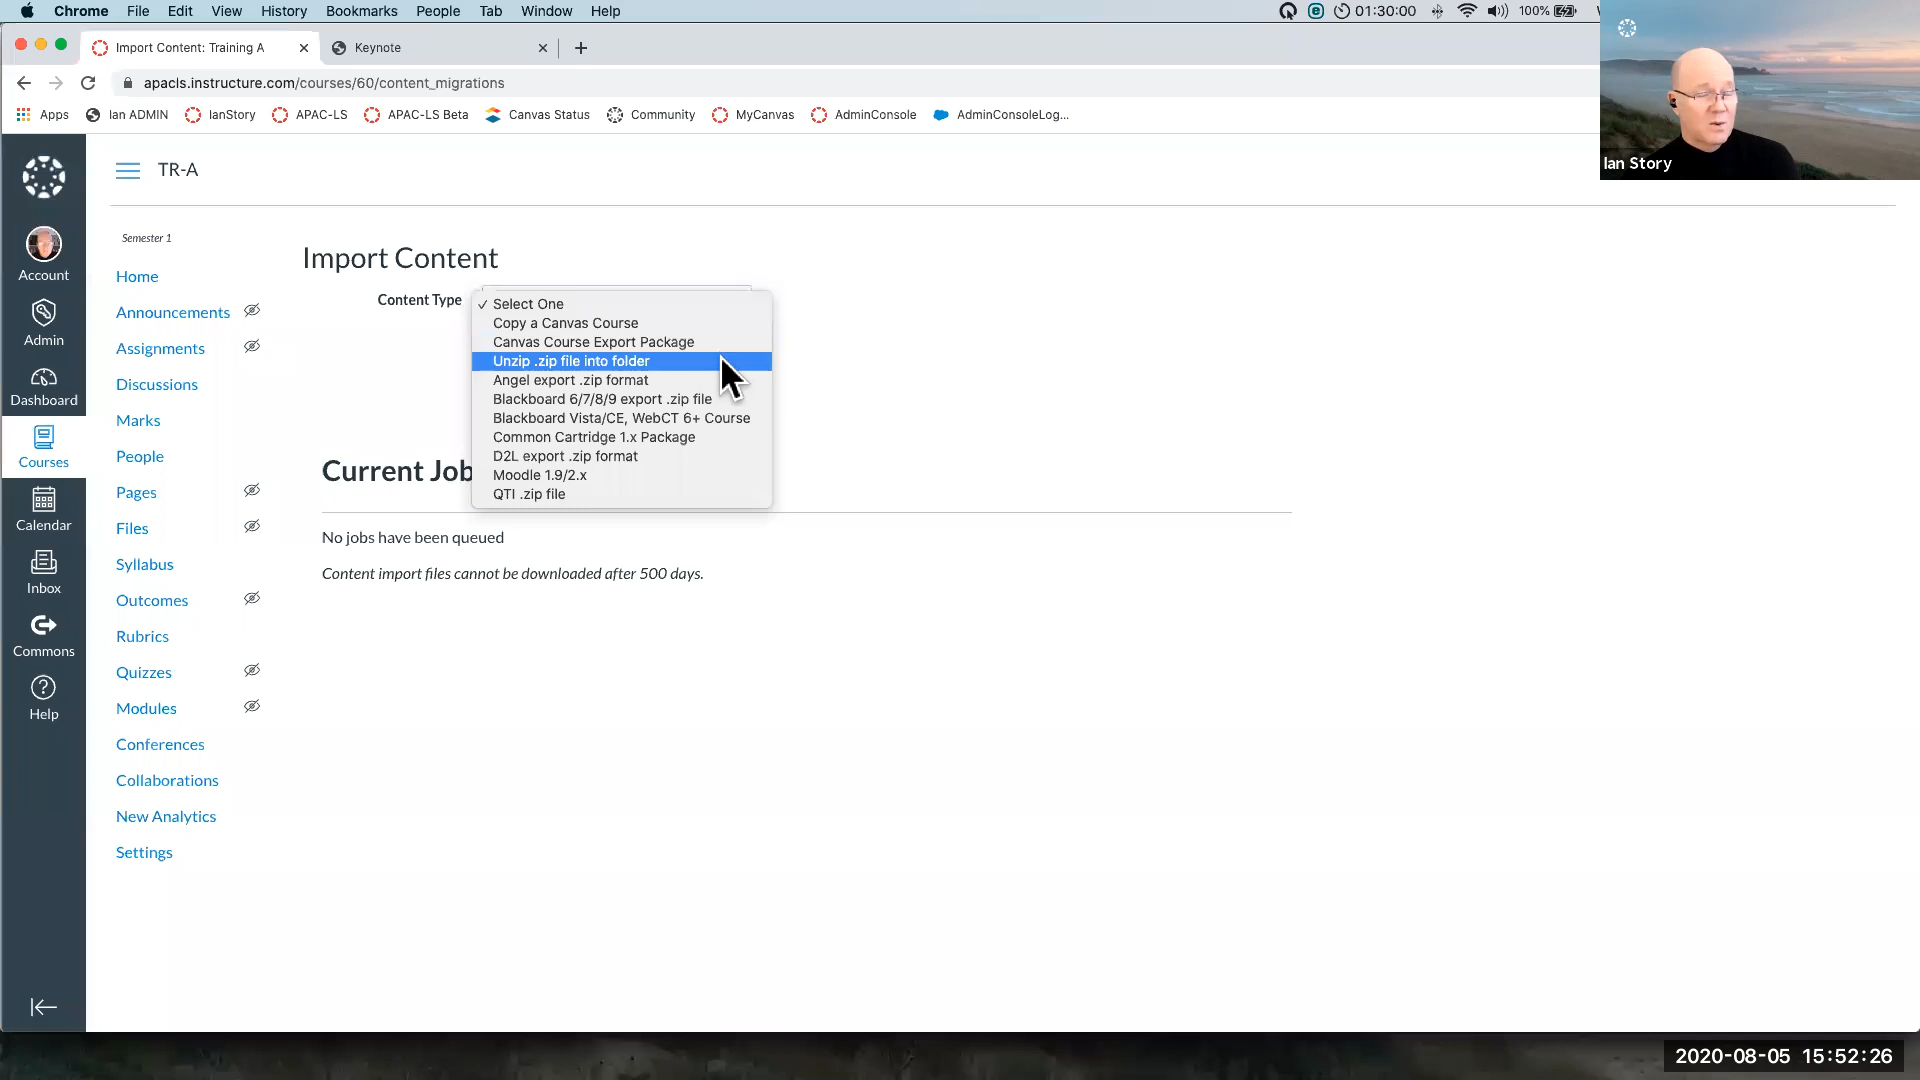 Chrome File Edit View History Bookmarks People Tab Window Help
01:30:00 100%
Import Content: Training A
Keynote
apacls.instructure.com/courses/60/content_migrations
Apps
Ian ADMIN
IanStory
APAC-LS
APAC-LS Beta
Canvas Status
Community
MyCanvas
AdminConsole
AdminConsoleLog...
Ian Story
TR-A
Account
Admin
Dashboard
Courses
Calendar
Inbox
Commons
Help
Semester 1
Home
Announcements
Assignments
Discussions
Marks
People
Pages
Files
Syllabus
Outcomes
Rubrics
Quizzes
Modules
Conferences
Collaborations
New Analytics
Settings
Import Content
Content Type
✓ Select One
Copy a Canvas Course
Canvas Course Export Package
Unzip .zip file into folder
Angel export .zip format
Blackboard 6/7/8/9 export .zip file
Blackboard Vista/CE, WebCT 6+ Course
Common Cartridge 1.x Package
D2L export .zip format
Moodle 1.9/2.x
QTI .zip file
Current Job
No jobs have been queued
Content import files cannot be downloaded after 500 days.
2020-08-05 15:52:26